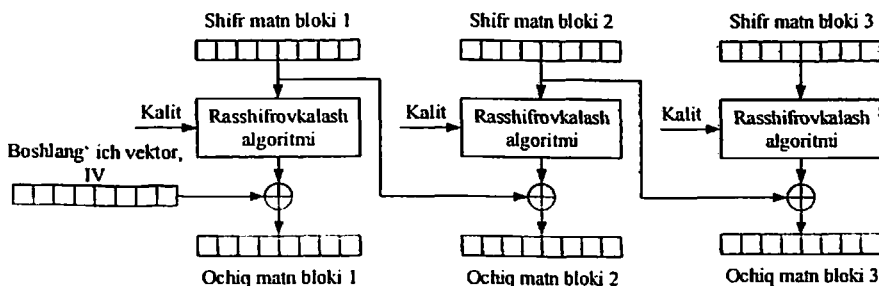 Shifr matn bloki 1
Shifr matn bloki 2
Shifr matn bloki 3
Kalit
Rasshifrovkalash
algoritmi
Kalit
Rasshifrovkalash
algoritmi
Kalit
Rasshifrovkalash
algoritmi
Boshlang‘ ich vektor,
IV
Ochiq matn bloki 1
Ochiq matn bloki 2
Ochiq matn bloki 3